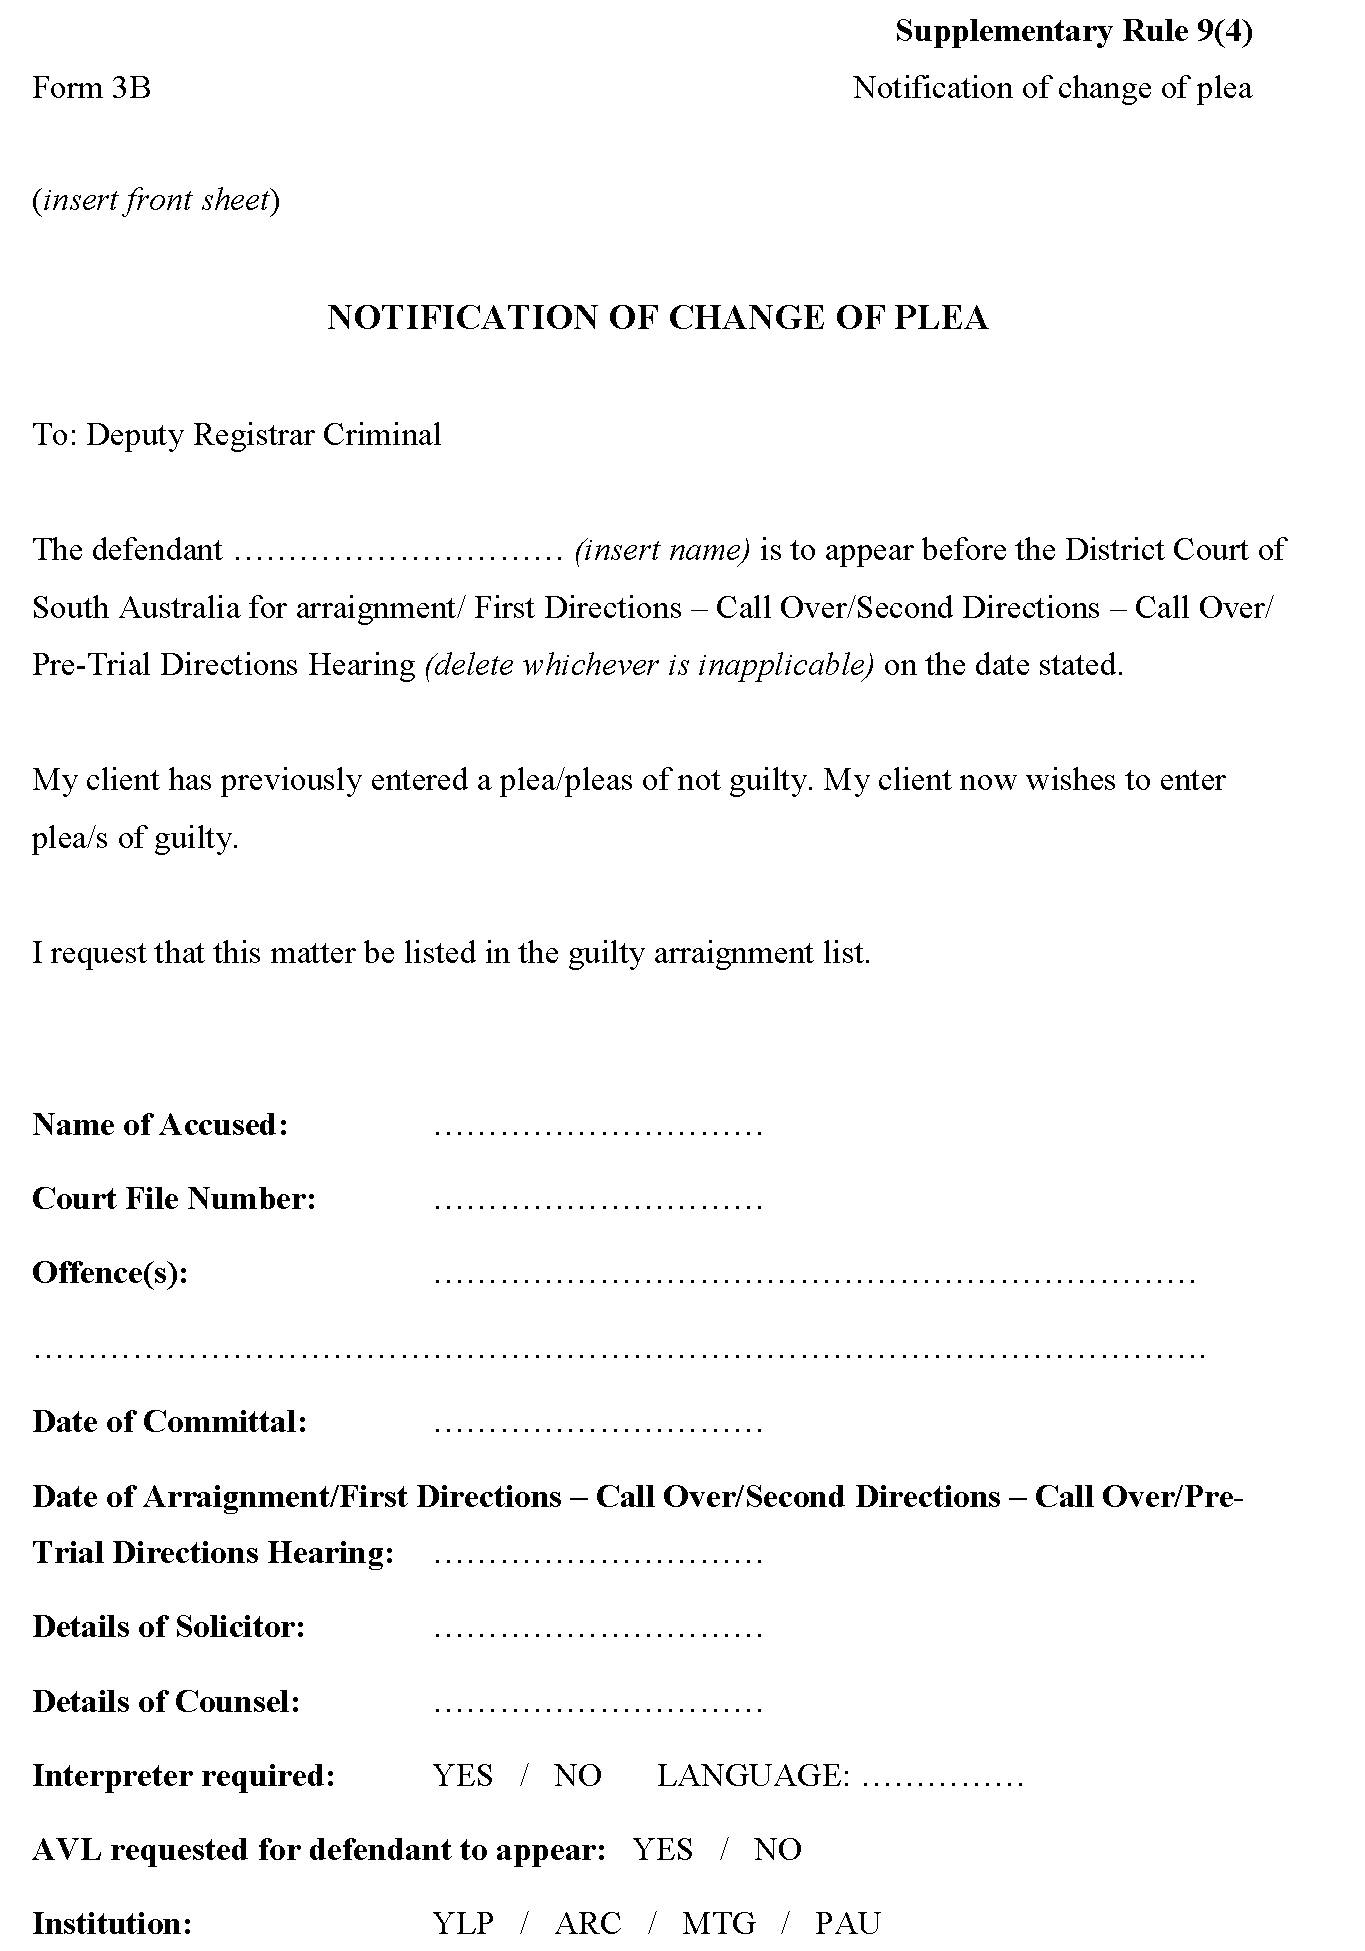 Supplementary Rule 9(4)
Form 3B Notification of change of plea
(insert front sheet)
NOTIFICATION OF CHANGE OF PLEA
To: Deputy Registrar Criminal
The defendant ………………………… (insert name) is to appear before the District Court of
South Australia for arraignment/ First Directions – Call Over/Second Directions – Call Over/
Pre-Trial Directions Hearing (delete whichever is inapplicable) on the date stated.
My client has previously entered a plea/pleas of not guilty. My client now wishes to enter
plea/s of guilty.
I request that this matter be listed in the guilty arraignment list.
Name of Accused: …………………………
Court File Number: …………………………
Offence(s): ……………………………………………………………
…………………………………………………………………………………………….
Date of Committal: …………………………
Date of Arraignment/First Directions – Call Over/Second Directions – Call Over/Pre-
Trial Directions Hearing: …………………………
Details of Solicitor: …………………………
Details of Counsel: …………………………
Interpreter required: YES / NO LANGUAGE: ……………
AVL requested for defendant to appear: YES / NO
Institution: YLP / ARC / MTG / PAU